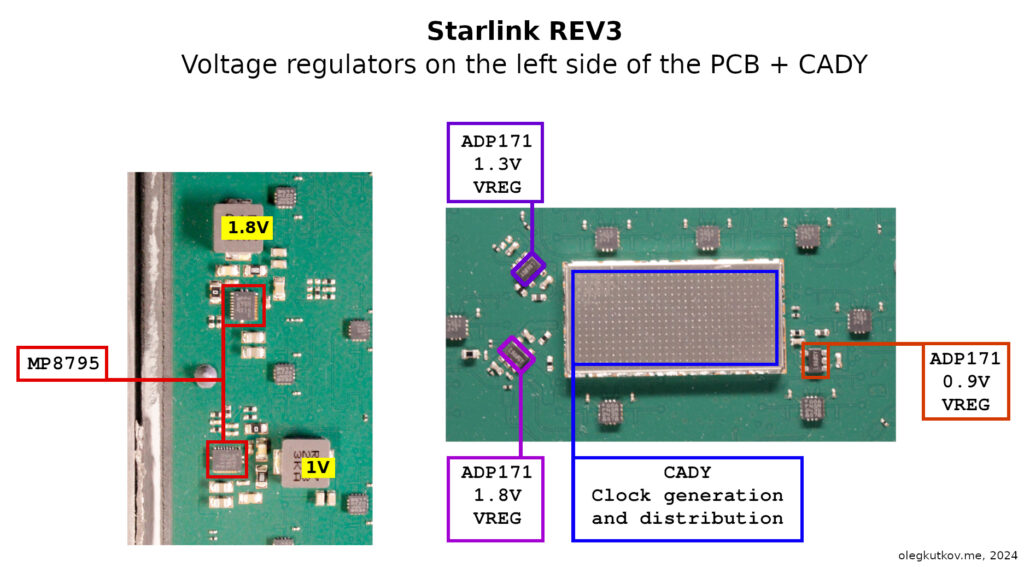 Starlink REV3
Voltage regulators on the left side of the PCB + CADY
ADP171
1.3V
VREG
1.8V
MP8795
1V
ADP171
0.9V
VREG
ADP171
1.8V
VREG
CADY
Clock generation
and distribution
olegkutkov.me, 2024